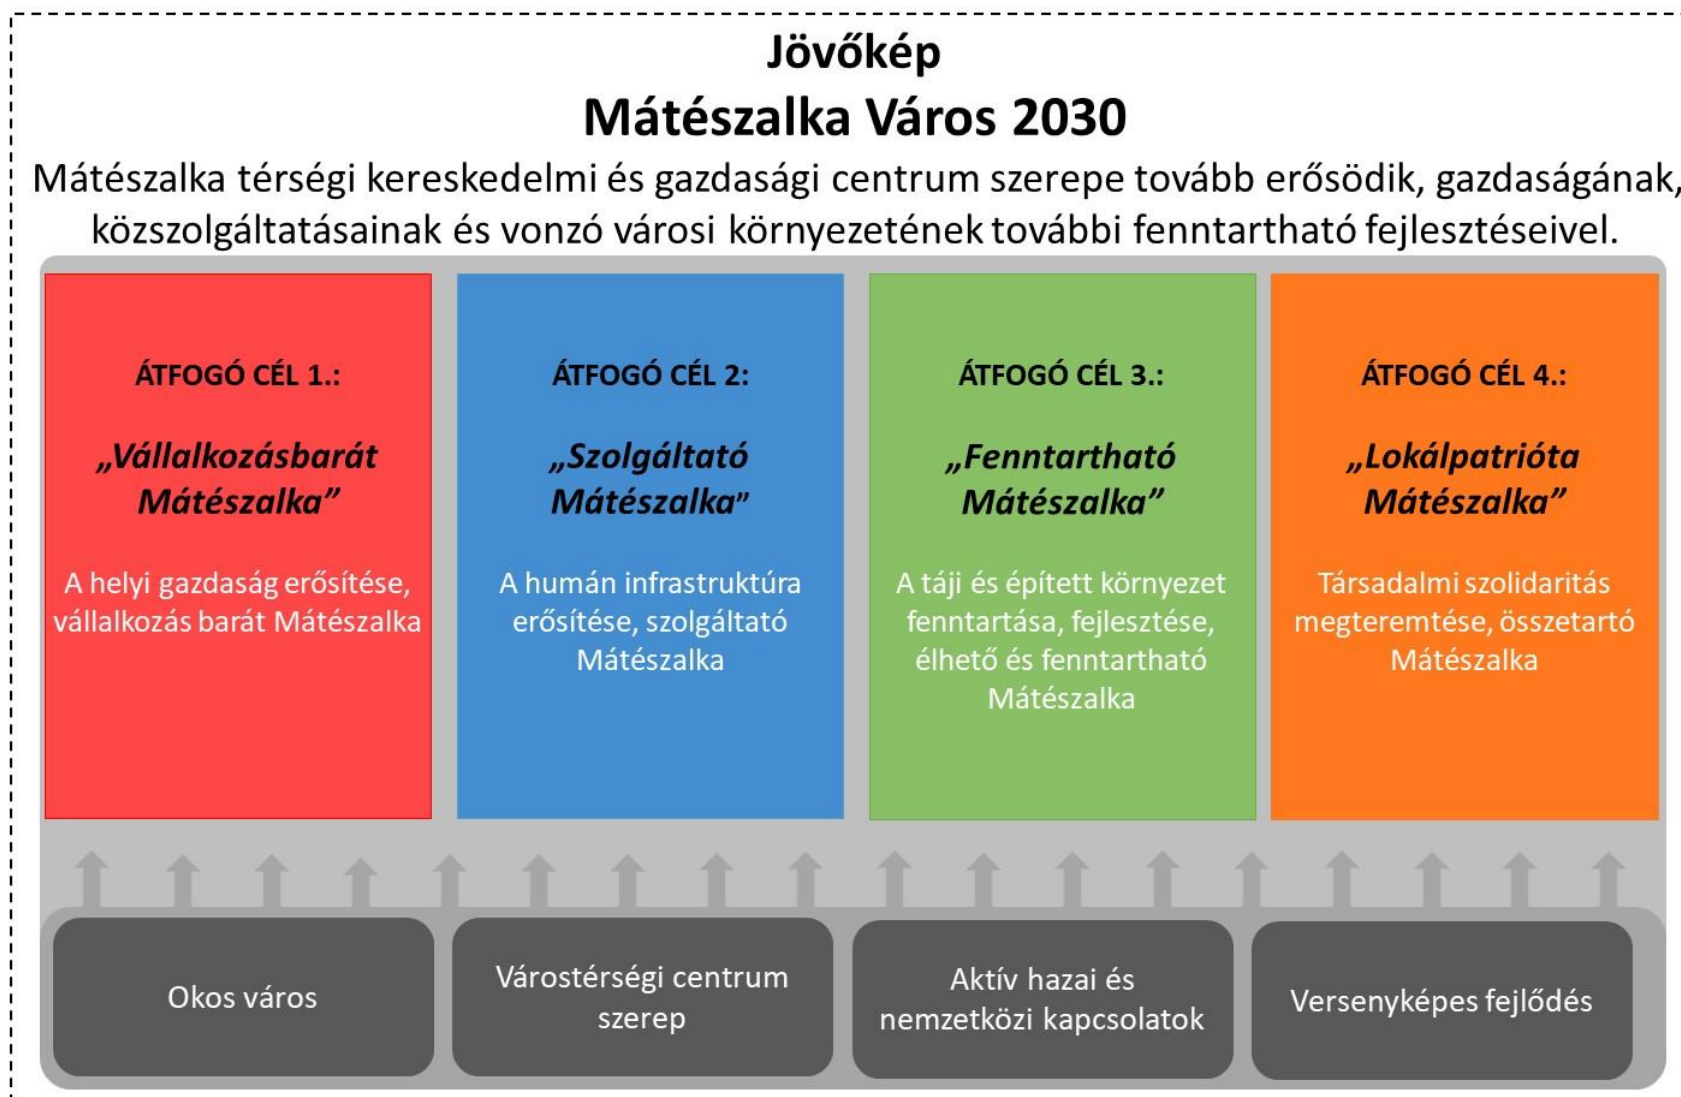 Jövőkép
Mátészalka Város 2030
Mátészalka térségi kereskedelmi és gazdasági centrum szerepe tovább erősödik, gazdaságának,
közszolgáltatásainak és vonzó városi környezetének további fenntartható fejlesztéseivel.
ÁTFOGÓ CÉL 1.:
„Vállalkozásbarát
Mátészalka”
A helyi gazdaság erősítése,
vállalkozás barát Mátészalka
ÁTFOGÓ CÉL 2:
„Szolgáltató
Mátészalka”
A humán infrastruktúra
erősítése, szolgáltató
Mátészalka
ÁTFOGÓ CÉL 3.:
„Fenntartható
Mátészalka”
A táji és épített környezet
fenntartása, fejlesztése,
élhető és fenntartható
Mátészalka
ÁTFOGÓ CÉL 4.:
„Lokálpatrióta
Mátészalka”
Társadalmi szolidaritás
megteremtése, összetartó
Mátészalka
Okos város
Várostérségi centrum
szerep
Aktív hazai és
nemzetközi kapcsolatok
Versenyképes fejlődés